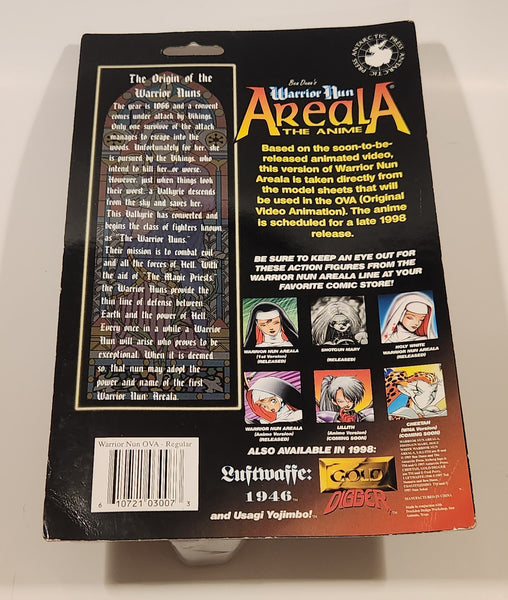 The Origin of the
Warrior Nuns
The year is 1066 and a convent
comes under attack by Vikings.
Only one survivor of the attack
manages to escape into the
woods. Unfortunately for her, she
is pursued by the Vikings, who
intend to kill her or worse.
However, just when things look
their worst, a Valkyrie descends
from the sky and saves her.
This Valkyrie has converted and
begins the class of fighters known
as "The Warrior Nuns."
Their mission is to combat evil
and all the forces of Hell. With
the aid of The Magic Priests
the Warrior Nuns provide the
thin line of defense between
Earth and the power of Hell.
Every once in a while a Warrior
Nun will arise who proves to be
exceptional. When it is deemed
so, that nun may adopt the
power and name of the first
Warrior Nun: Areala.
ANTARCTIC PRESS ANTARCTIC PRESS
Ben Dunn's
Warrior Nun
AREALA
THE ANIME
Based on the soon-to-be-
released animated video,
this version of Warrior Nun
Areala is taken directly from
the model sheets that will
be used in the OVA (Original
Video Animation). The anime
is scheduled for a late 1998
release.
BE SURE TO KEEP AN EYE OUT FOR
THESE ACTION FIGURES FROM THE
WARRIOR NUN AREALA LINE AT YOUR
FAVORITE COMIC STORE!
WARRIOR NUN AREALA
(1st Version)
(RELEASED)
SHOTGUN MARY
(RELEASED)
HOLY WHITE
WARRIOR NUN AREALA
(RELEASED)
WARRIOR NUN AREALA
(Anime Version)
(RELEASED)
LILLITH
(Anime Version)
(COMING SOON)
CHEETAH
(WNA Version)
(COMING SOON)
ALSO AVAILABLE IN 1998:
Luftwaffe:
1946™
GOLD
DIGGER™
and Usagi Yojimbo!™
MANUFACTURED IN CHINA
Warrior Nun OVA - Regular
6 10721 03007 3